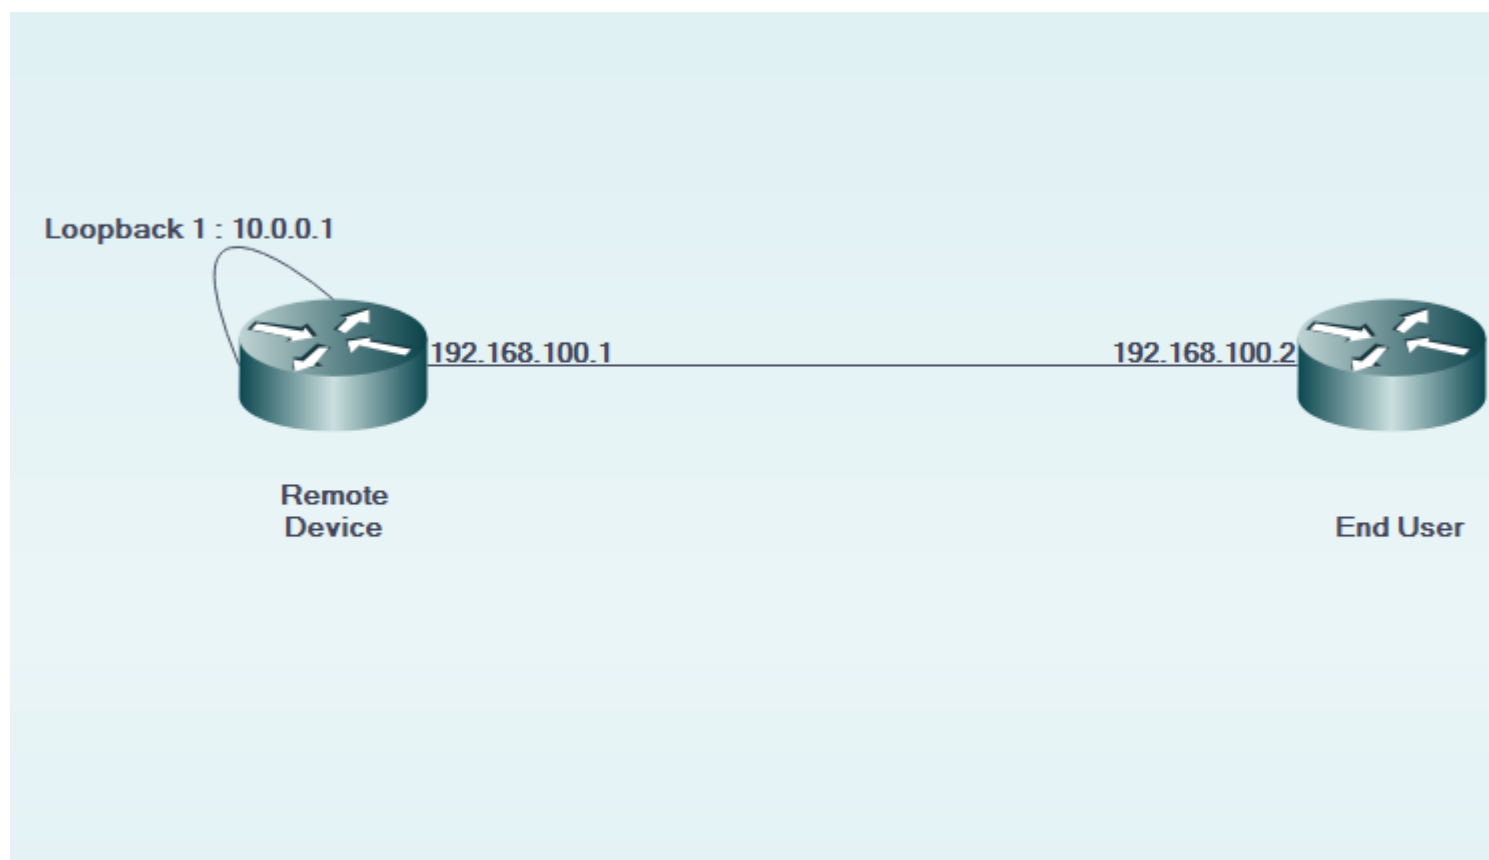 Loopback 1 : 10.0.0.1
192.168.100.1
192.168.100.2
Remote
Device
End User